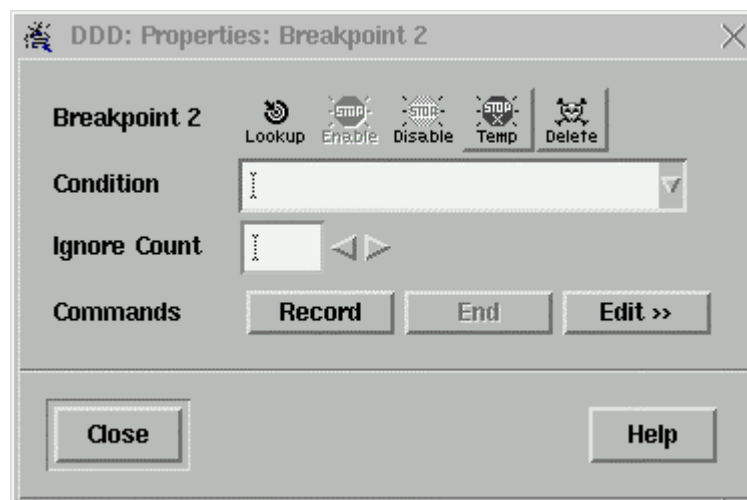 DDD: Properties: Breakpoint 2
Breakpoint 2 Lookup Enable Disable Temp Delete
Condition
Ignore Count
Commands Record End Edit >>
Close Help